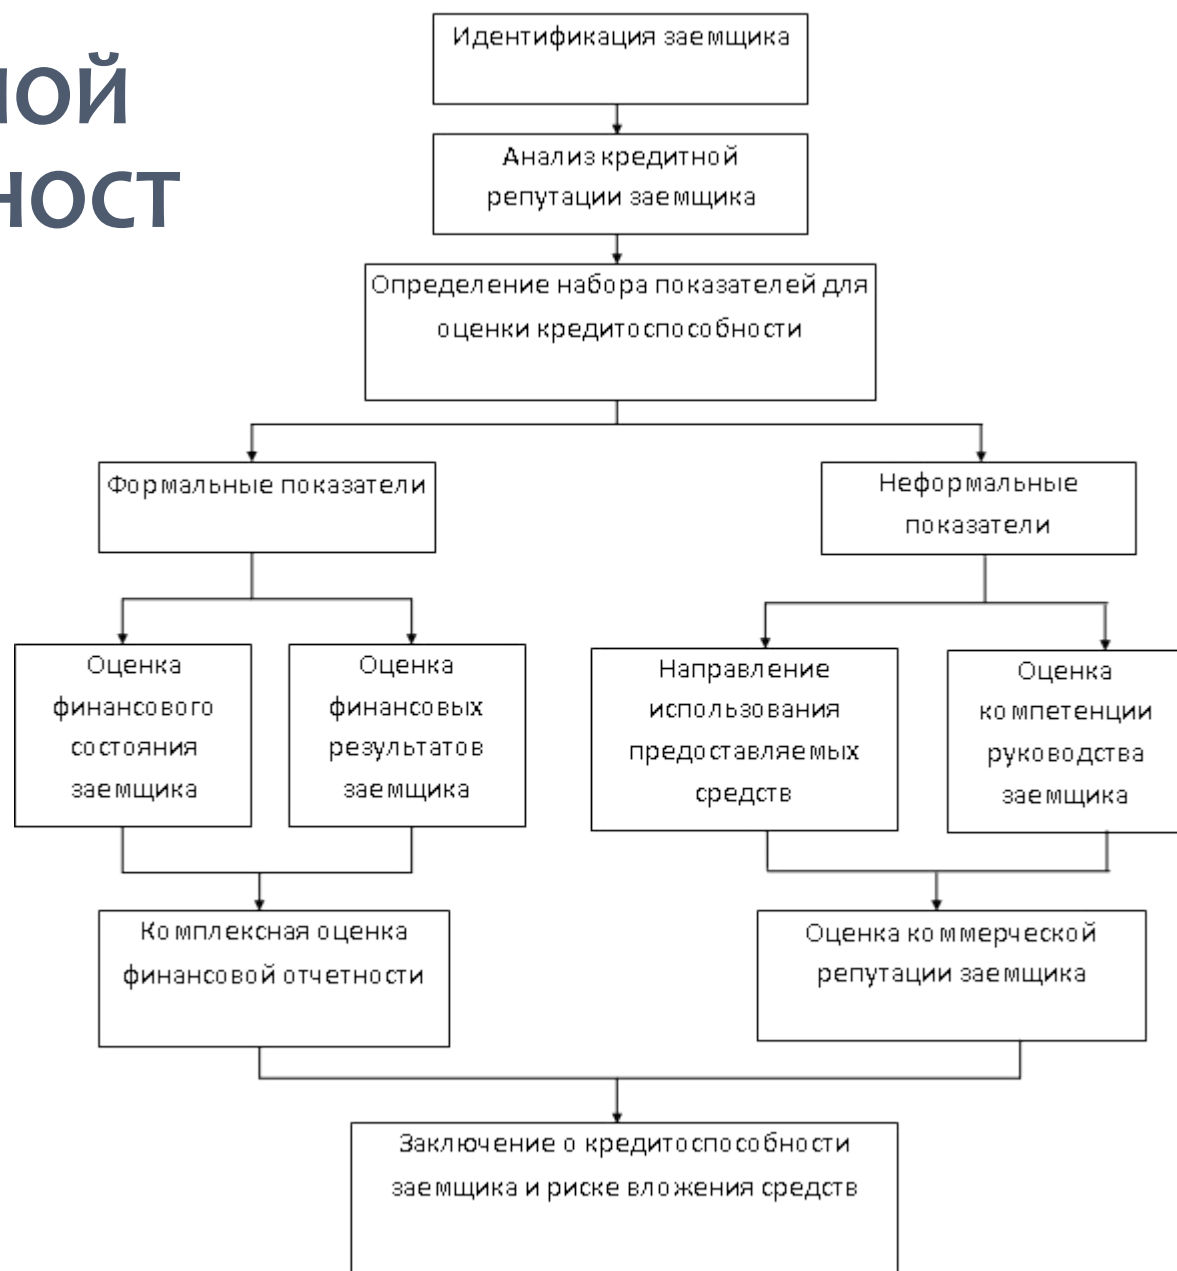 мой
ност
Идентификация заемщика
Анализ кредитной
репутации заемщика
Определение набора показателей для
оценки кредитоспособности
Формальные показатели
Неформальные
показатели
Оценка
финансового
состояния
заемщика
Оценка
финансовых
результатов
заемщика
Направление
использования
предоставляемых
средств
Оценка
компетенции
руководства
заемщика
Комплексная оценка
финансовой отчетности
Оценка коммерческой
репутации заемщика
Заключение о кредитоспособности
заемщика и риске вложения средств